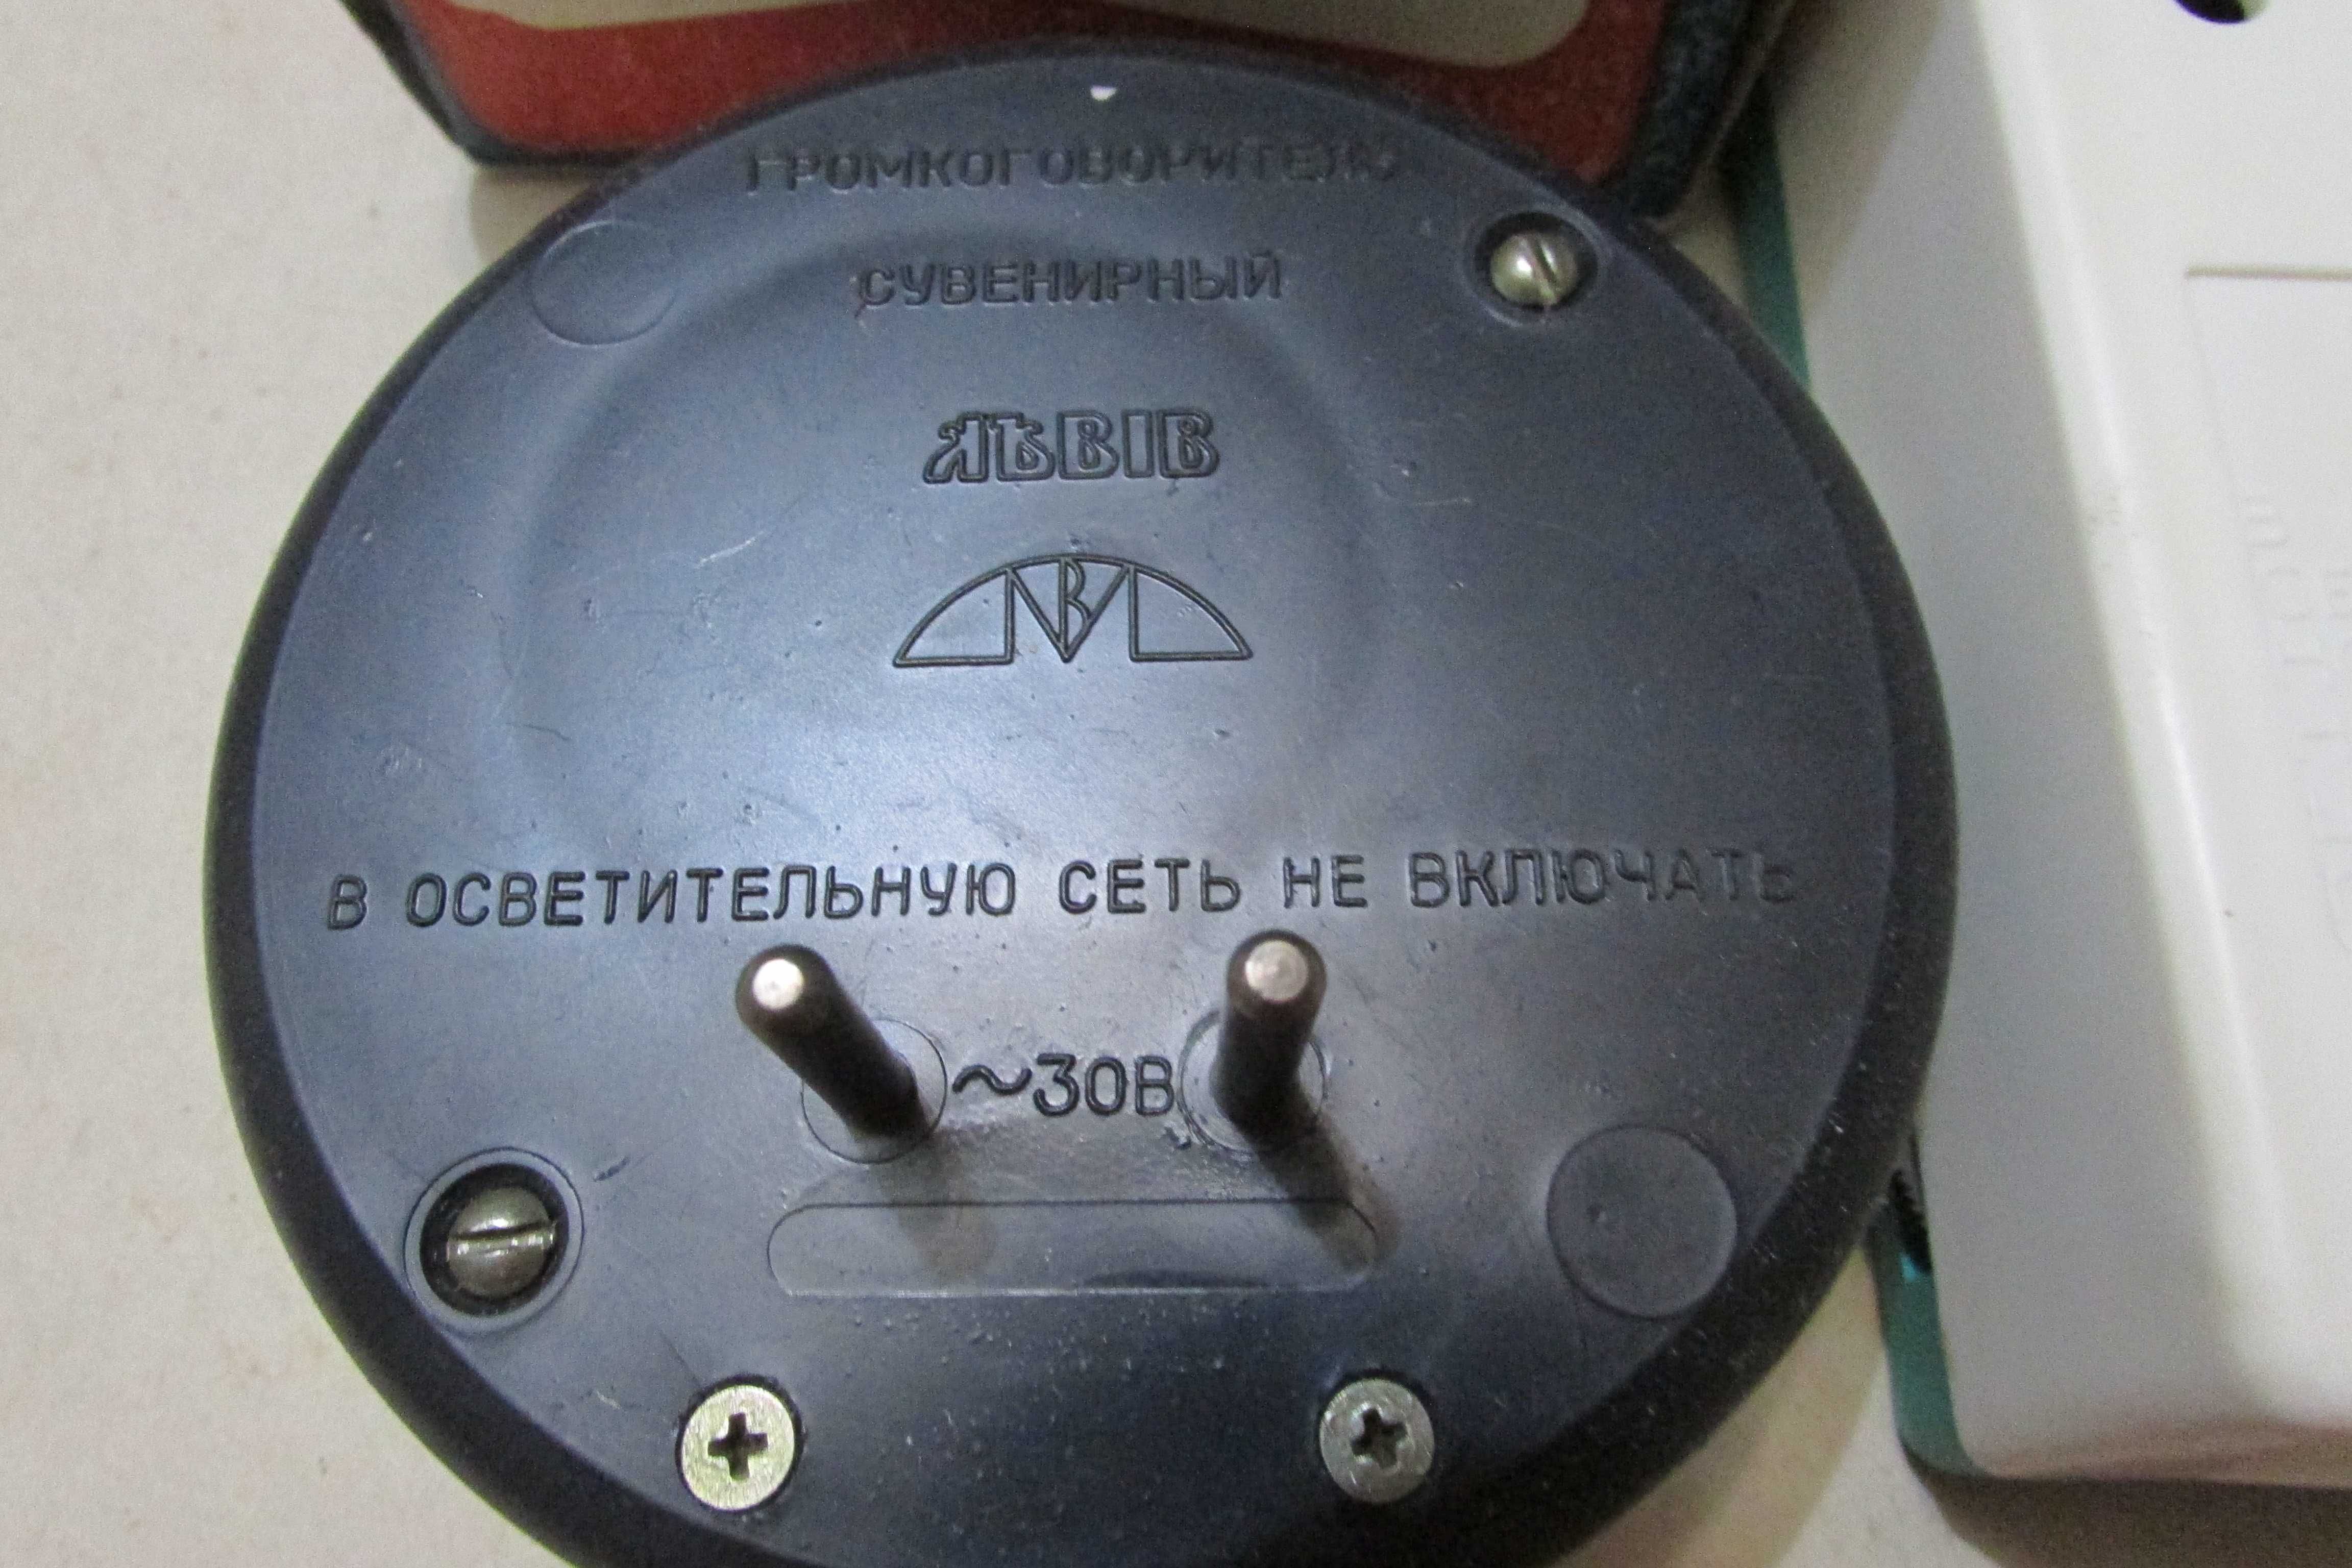 ГРОМКОГОВОРИТЕЛЬ
СУВЕНИРНЫЙ
ЛЬВІВ
В ОСВЕТИТЕЛЬНУЮ СЕТЬ НЕ ВКЛЮЧАТЬ
~30В